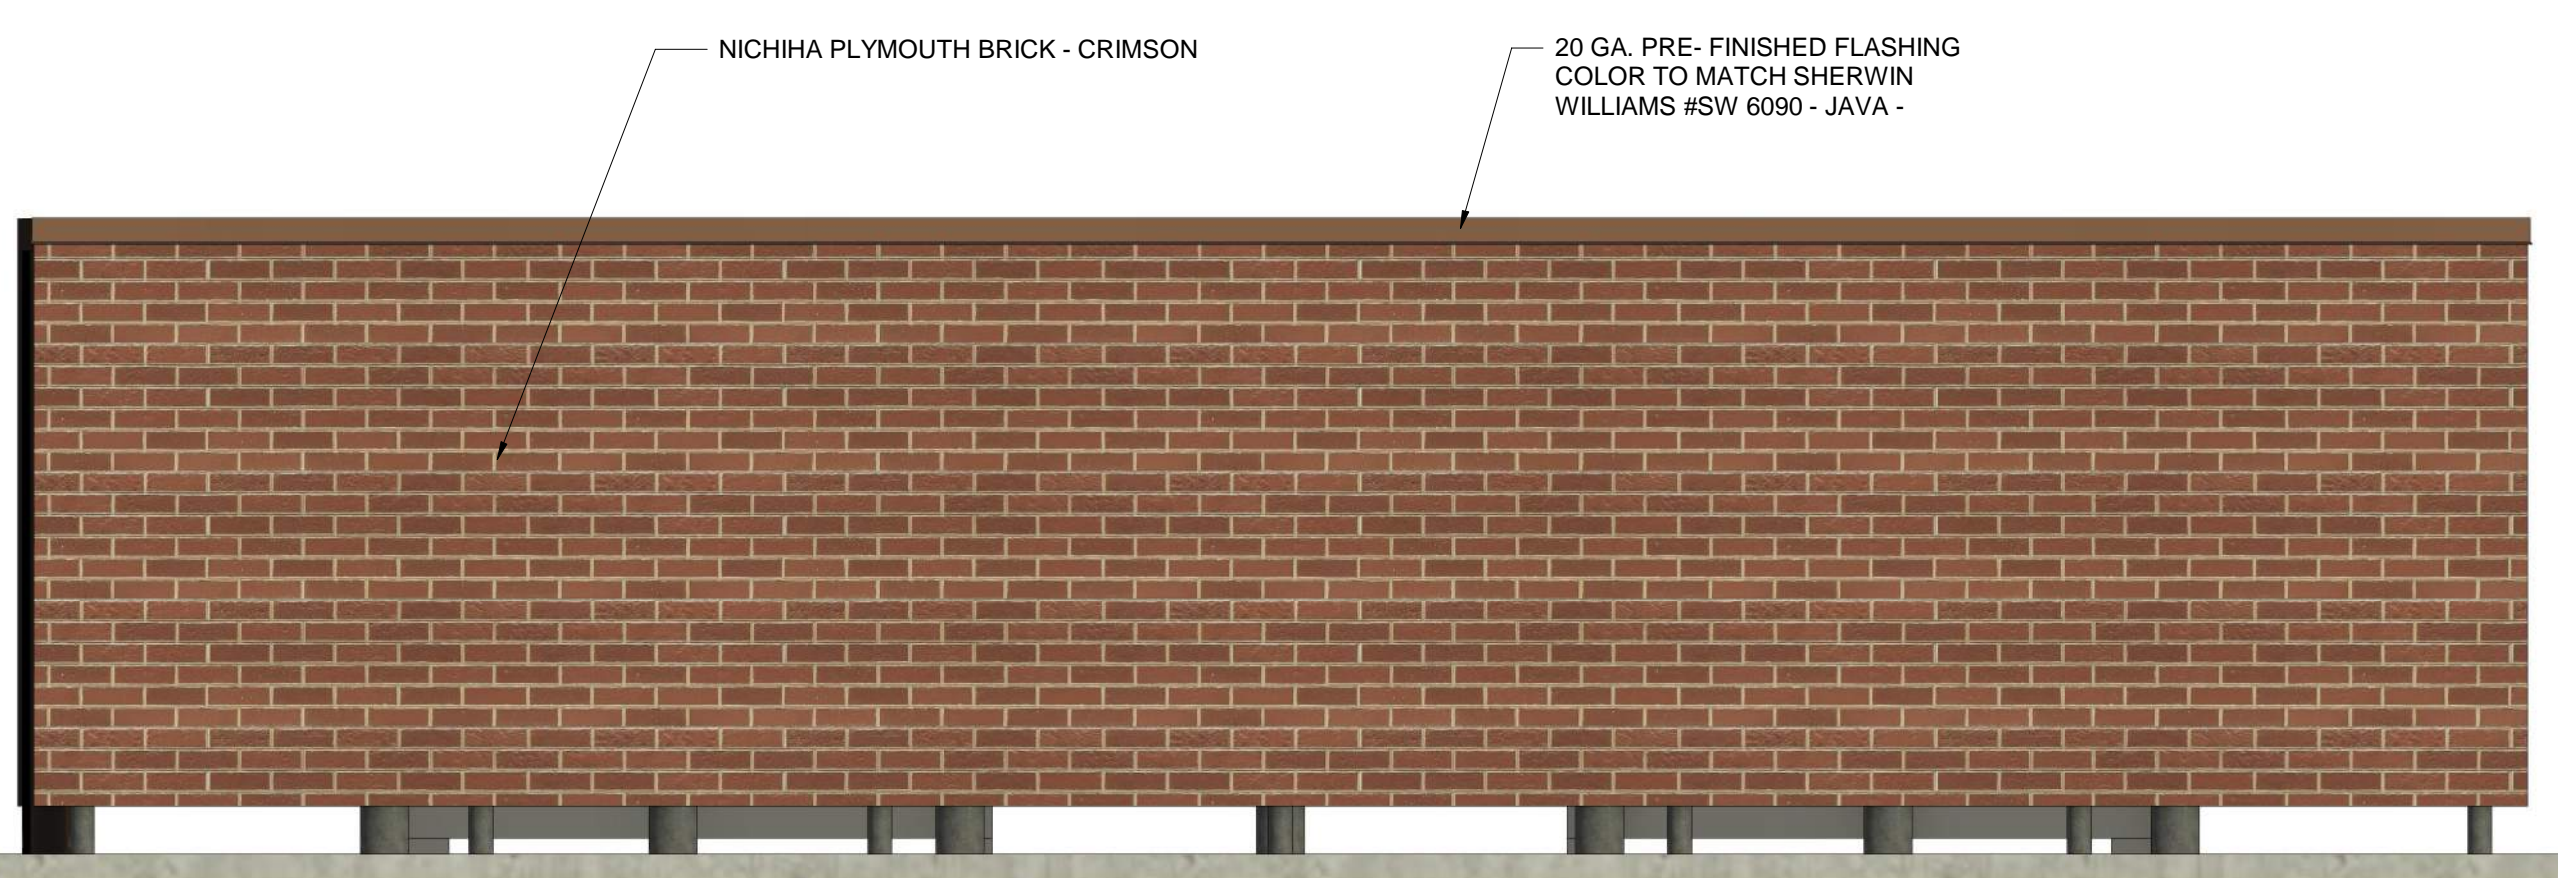 NICHIHA PLYMOUTH BRICK - CRIMSON
20 GA. PRE- FINISHED FLASHING
COLOR TO MATCH SHERWIN
WILLIAMS #SW 6090 - JAVA -